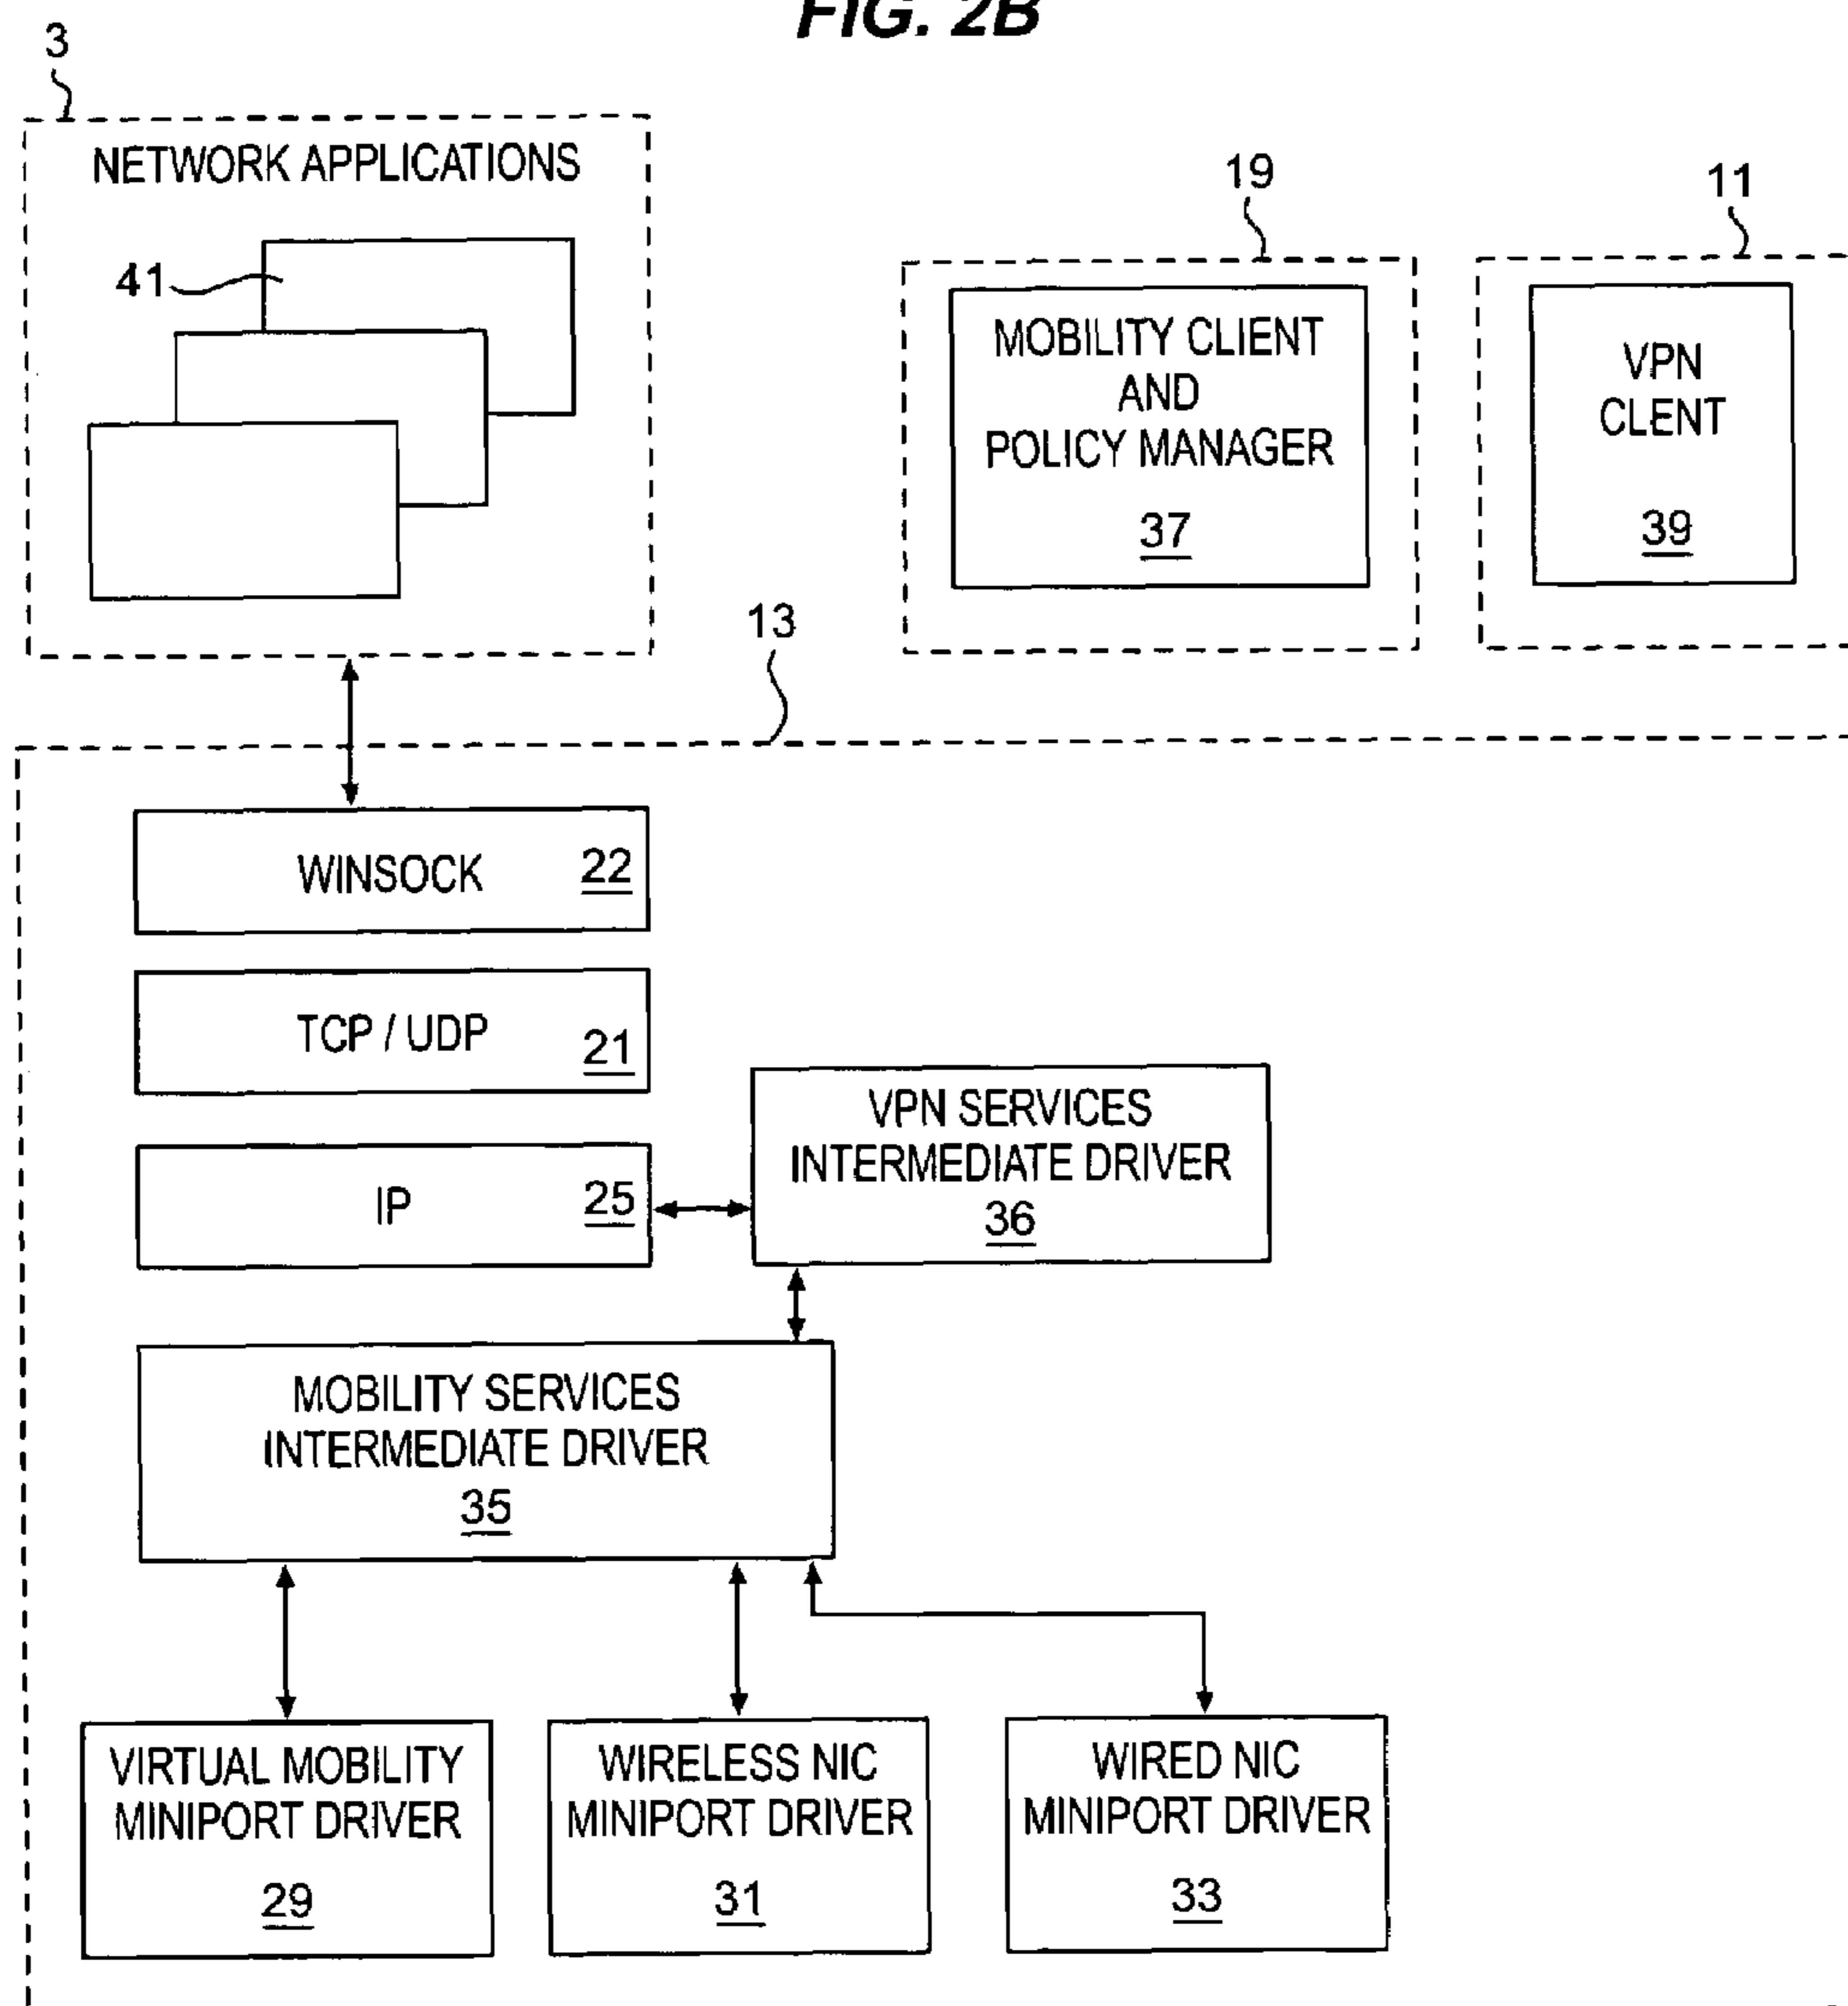 FIG. 2B
3
NETWORK APPLICATIONS
41
19
MOBILITY CLIENT
AND
POLICY MANAGER
37
11
VPN
CLENT
39
13
WINSOCK 22
TCP / UDP 21
IP 25
VPN SERVICES
INTERMEDIATE DRIVER
36
MOBILITY SERVICES
INTERMEDIATE DRIVER
35
VIRTUAL MOBILITY
MINIPORT DRIVER
29
WIRELESS NIC
MINIPORT DRIVER
31
WIRED NIC
MINIPORT DRIVER
33